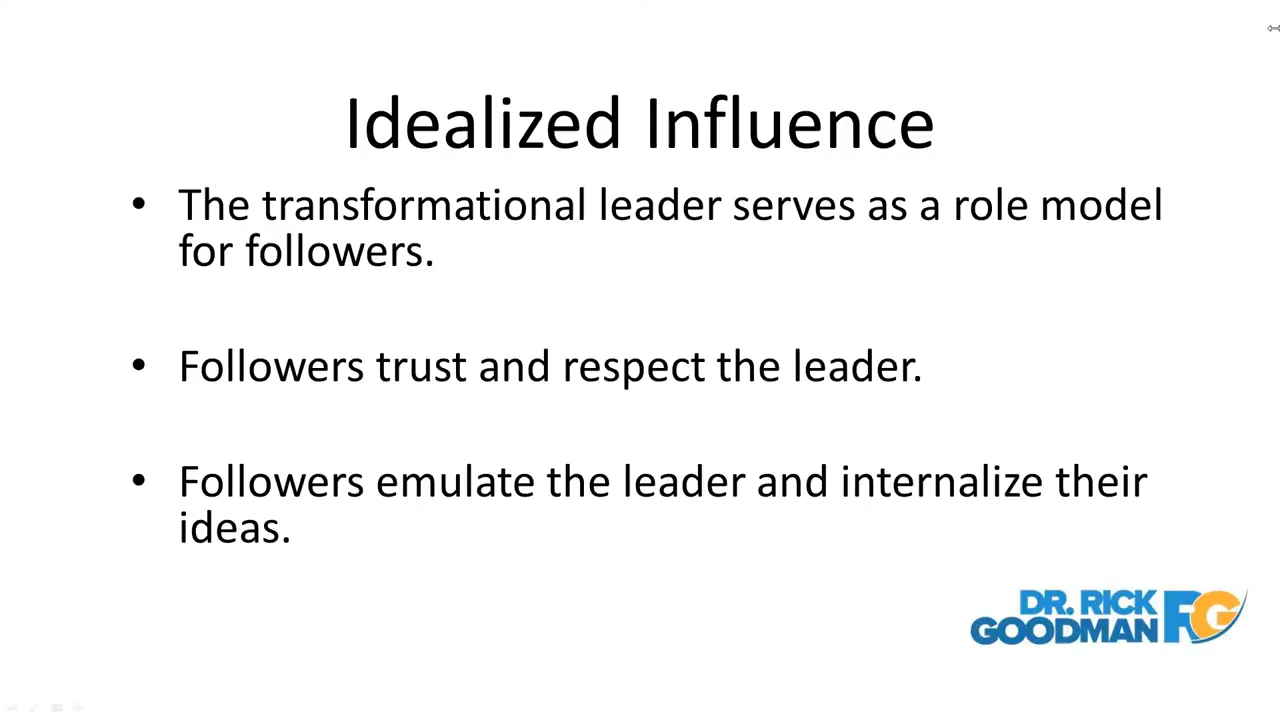 Idealized Influence
• The transformational leader serves as a role model
for followers.
• Followers trust and respect the leader.
• Followers emulate the leader and internalize their
ideas.
DR. RICK
GOODMAN RG